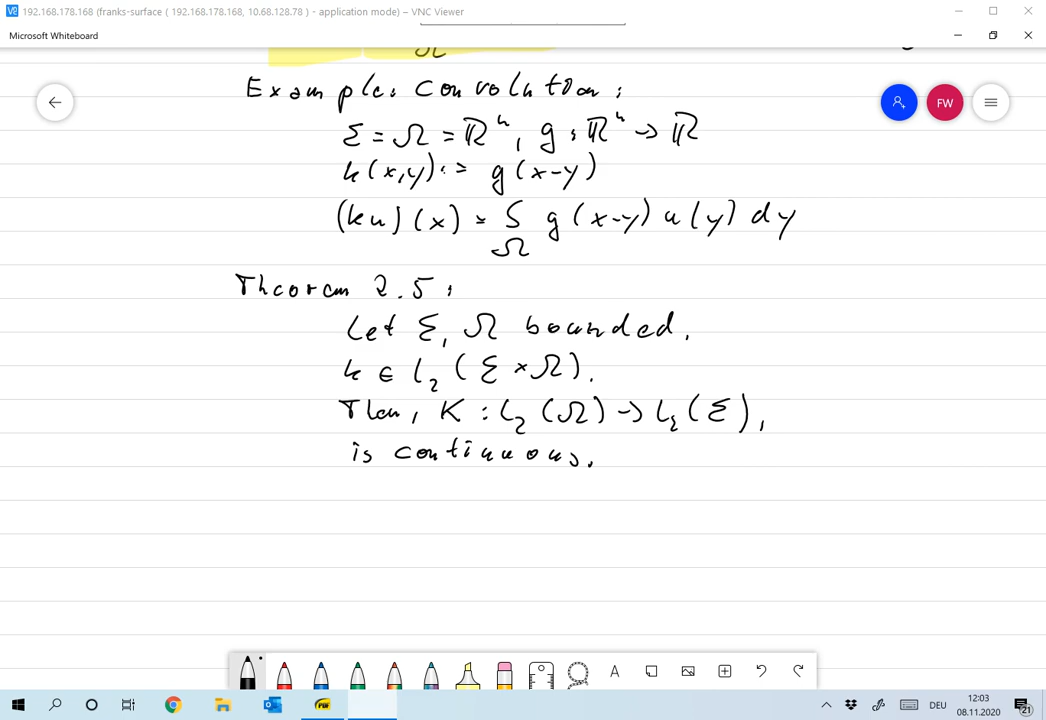 192.168.178.168 (franks-surface ( 192.168.178.168, 10.68.128.78 ) - application mode) – VNC Viewer
Microsoft Whiteboard
Ω
Example: Convolution:
Σ = Ω = ℝⁿ, g: ℝⁿ → ℝ
k(x,y) := g(x-y)
(Ku)(x) = ∫ g(x-y) u(y) dy
Ω
FW
Theorem 2.5:
Let Σ, Ω bounded.
k ∈ L₂(Σ × Ω).
Then, K: L₂(Ω) → L₂(Σ),
is continuous.
A
DEU
12:03
08.11.2020
21